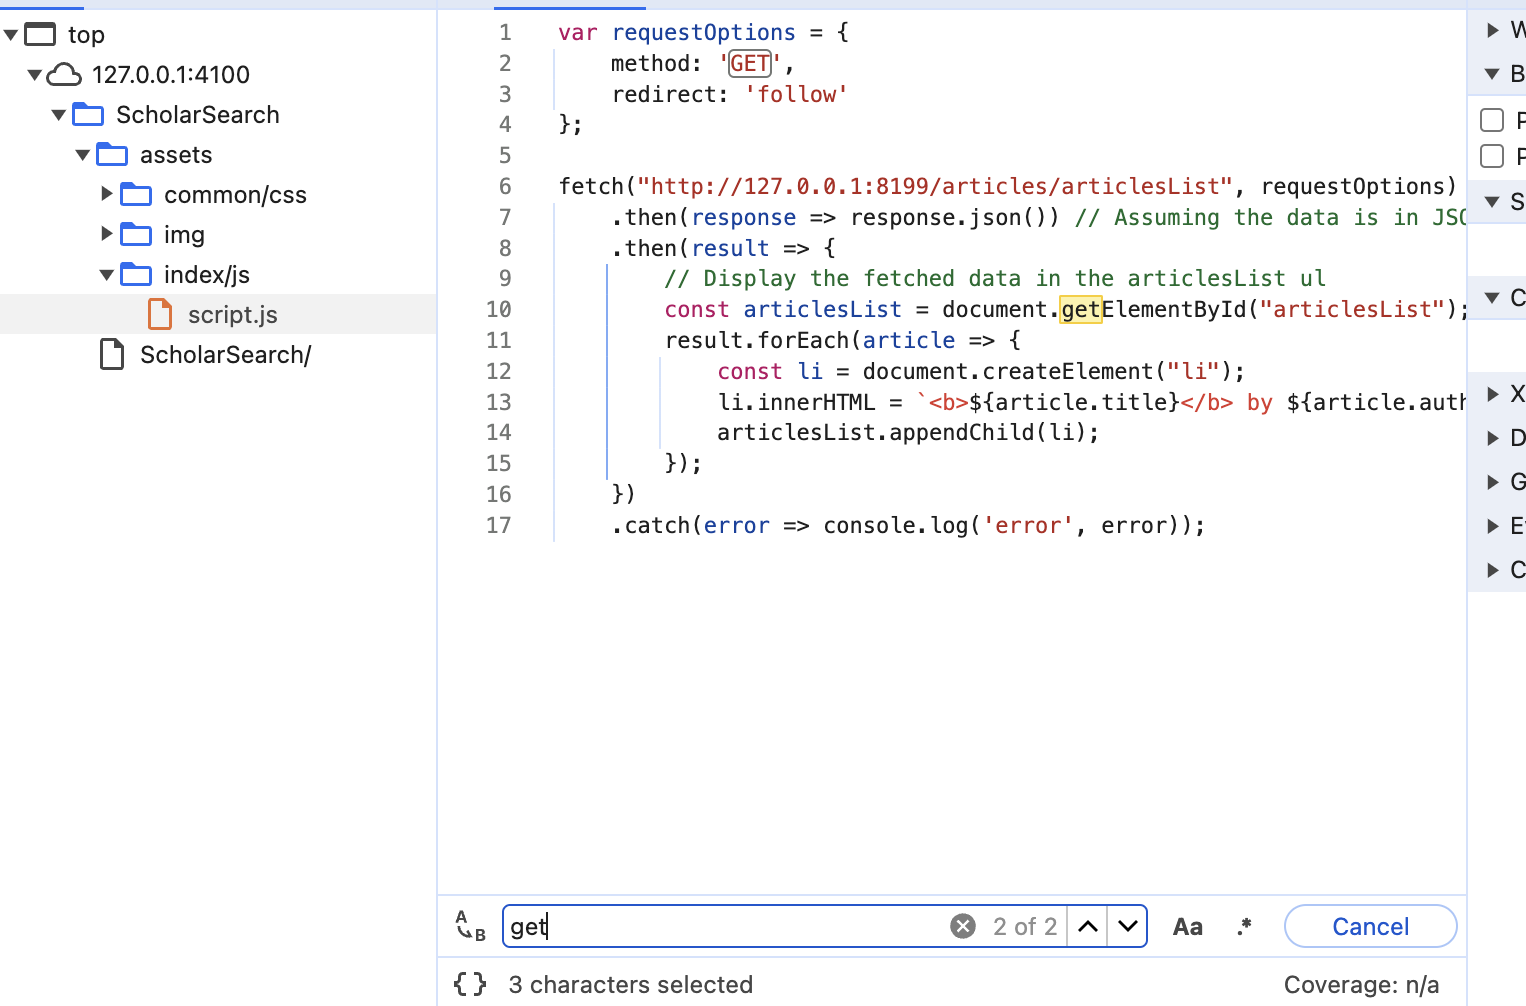 top
127.0.0.1:4100
ScholarSearch
assets
common/css
img
index/js
script.js
ScholarSearch/
1 var requestOptions = {
2 method: 'GET',
3 redirect: 'follow'
4 };
5
6 fetch("http://127.0.0.1:8199/articles/articlesList", requestOptions)
7 .then(response => response.json()) // Assuming the data is in JSO
8 .then(result => {
9 // Display the fetched data in the articlesList ul
10 const articlesList = document.getElementById("articlesList");
11 result.forEach(article => {
12 const li = document.createElement("li");
13 li.innerHTML = `<b>${article.title}</b> by ${article.auth
14 articlesList.appendChild(li);
15 });
16 })
17 .catch(error => console.log('error', error));
W
B
P
P
S
C
X
D
G
E
C
A B get 2 of 2 Aa .* Cancel
{ } 3 characters selected Coverage: n/a